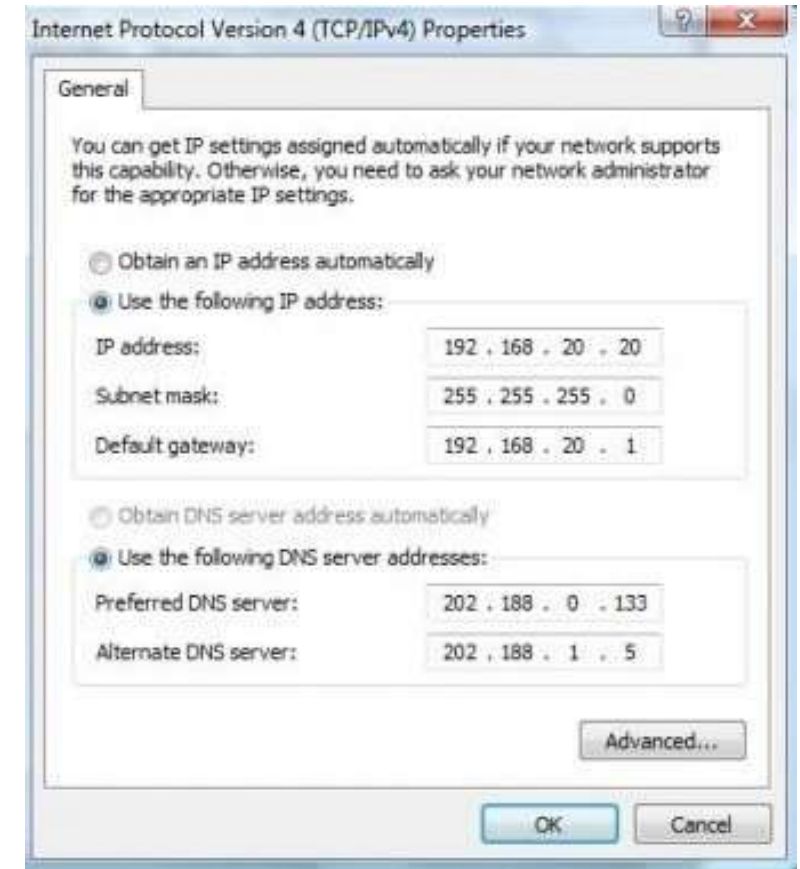 Internet Protocol Version 4 (TCP/IPv4) Properties
?
General
You can get IP settings assigned automatically if your network supports
this capability. Otherwise, you need to ask your network administrator
for the appropriate IP settings.
Obtain an IP address automatically
Use the following IP address:
IP address: 192 . 168 . 20 . 20
Subnet mask: 255 . 255 . 255 . 0
Default gateway: 192 . 168 . 20 . 1
Obtain DNS server address automatically
Use the following DNS server addresses:
Preferred DNS server: 202 . 188 . 0 . 133
Alternate DNS server: 202 . 188 . 1 . 5
Advanced...
OK Cancel